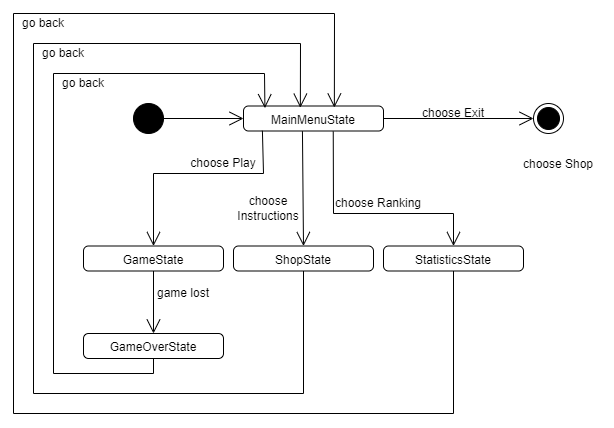 go back
go back
go back
MainMenuState
choose Exit
choose Shop
choose Play
choose
Instructions
choose Ranking
GameState
ShopState
StatisticsState
game lost
GameOverState